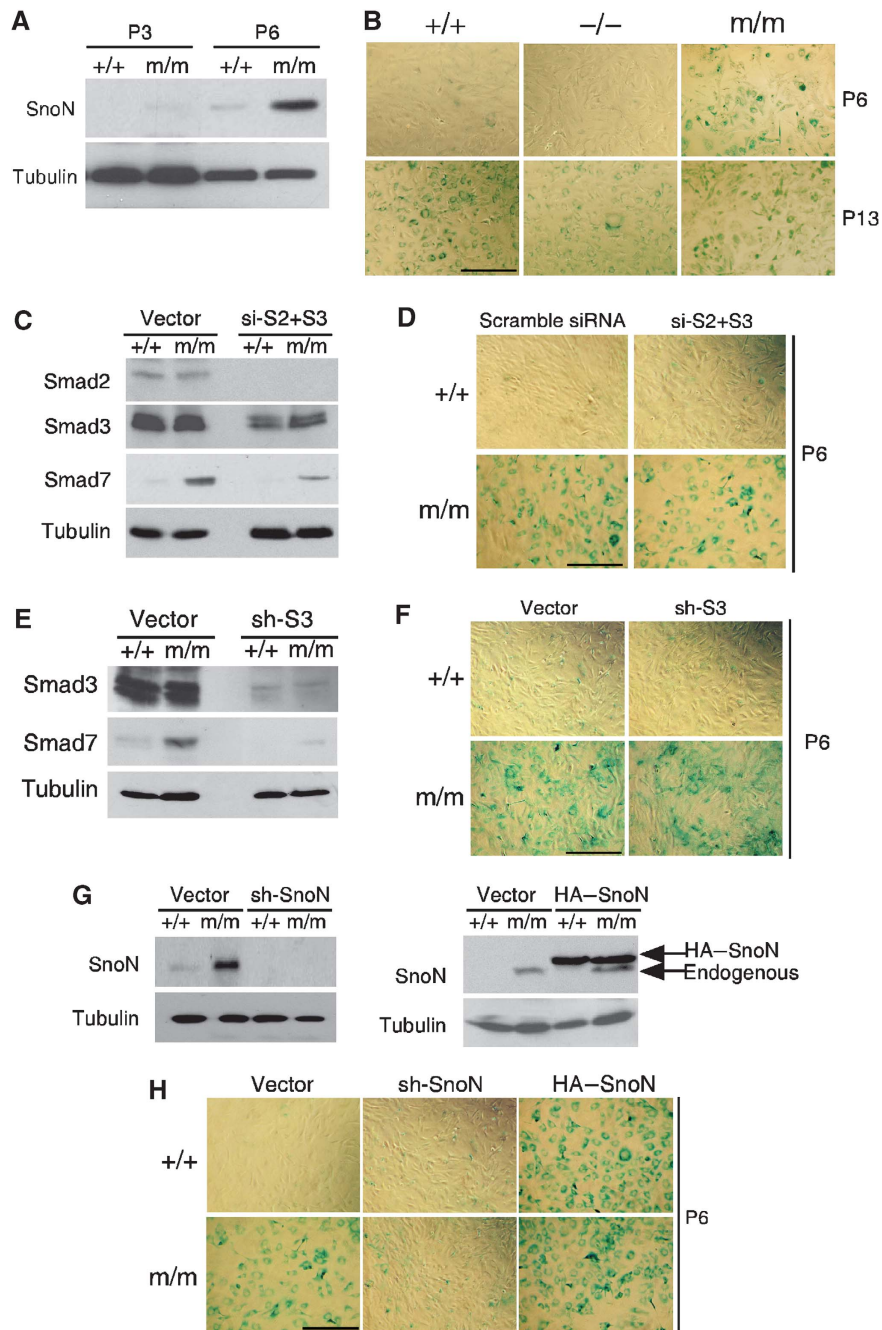 A
P3 P6
+/+ m/m +/+ m/m
SnoN
Tubulin
B
+/+ −/− m/m
P6
P13
C
Vector si-S2+S3
+/+ m/m +/+ m/m
Smad2
Smad3
Smad7
Tubulin
D
Scramble siRNA si-S2+S3
+/+
m/m
P6
E
Vector sh-S3
+/+ m/m +/+ m/m
Smad3
Smad7
Tubulin
F
Vector sh-S3
+/+
m/m
P6
G
Vector sh-SnoN
+/+ m/m +/+ m/m
SnoN
Tubulin
Vector HA−SnoN
+/+ m/m +/+ m/m
SnoN
HA−SnoN
Endogenous
Tubulin
H
Vector sh-SnoN HA−SnoN
+/+
m/m
P6